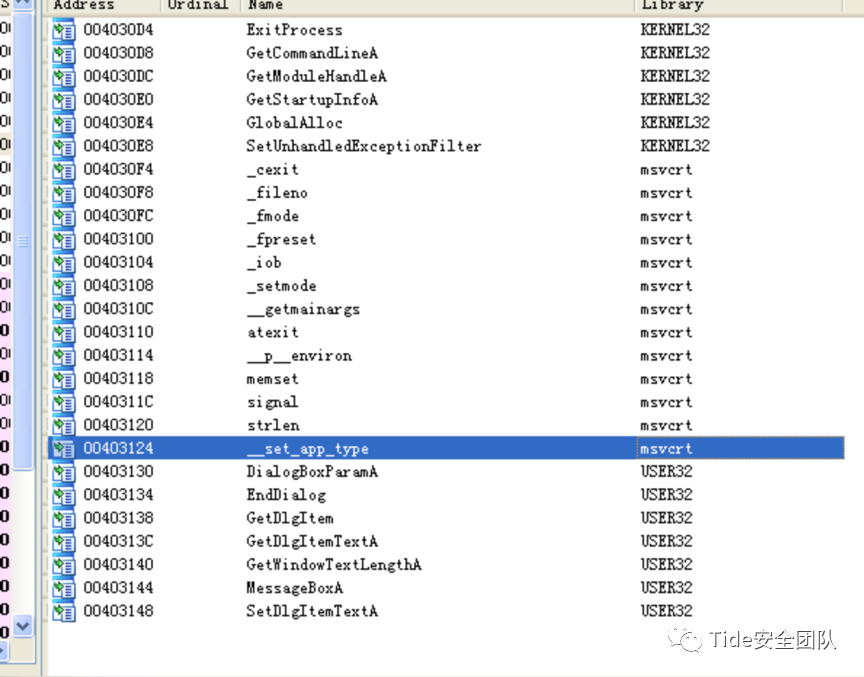 Address Ordinal Name Library
004030D4 ExitProcess KERNEL32
004030D8 GetCommandLineA KERNEL32
004030DC GetModuleHandleA KERNEL32
004030E0 GetStartupInfoA KERNEL32
004030E4 GlobalAlloc KERNEL32
004030E8 SetUnhandledExceptionFilter KERNEL32
004030F4 _cexit msvcrt
004030F8 _fileno msvcrt
004030FC _fmode msvcrt
00403100 _fpreset msvcrt
00403104 _iob msvcrt
00403108 _setmode msvcrt
0040310C __getmainargs msvcrt
00403110 atexit msvcrt
00403114 __p__environ msvcrt
00403118 memset msvcrt
0040311C signal msvcrt
00403120 strlen msvcrt
00403124 __set_app_type msvcrt
00403130 DialogBoxParamA USER32
00403134 EndDialog USER32
00403138 GetDlgItem USER32
0040313C GetDlgItemTextA USER32
00403140 GetWindowTextLengthA USER32
00403144 MessageBoxA USER32
00403148 SetDlgItemTextA USER32
Tide安全团队